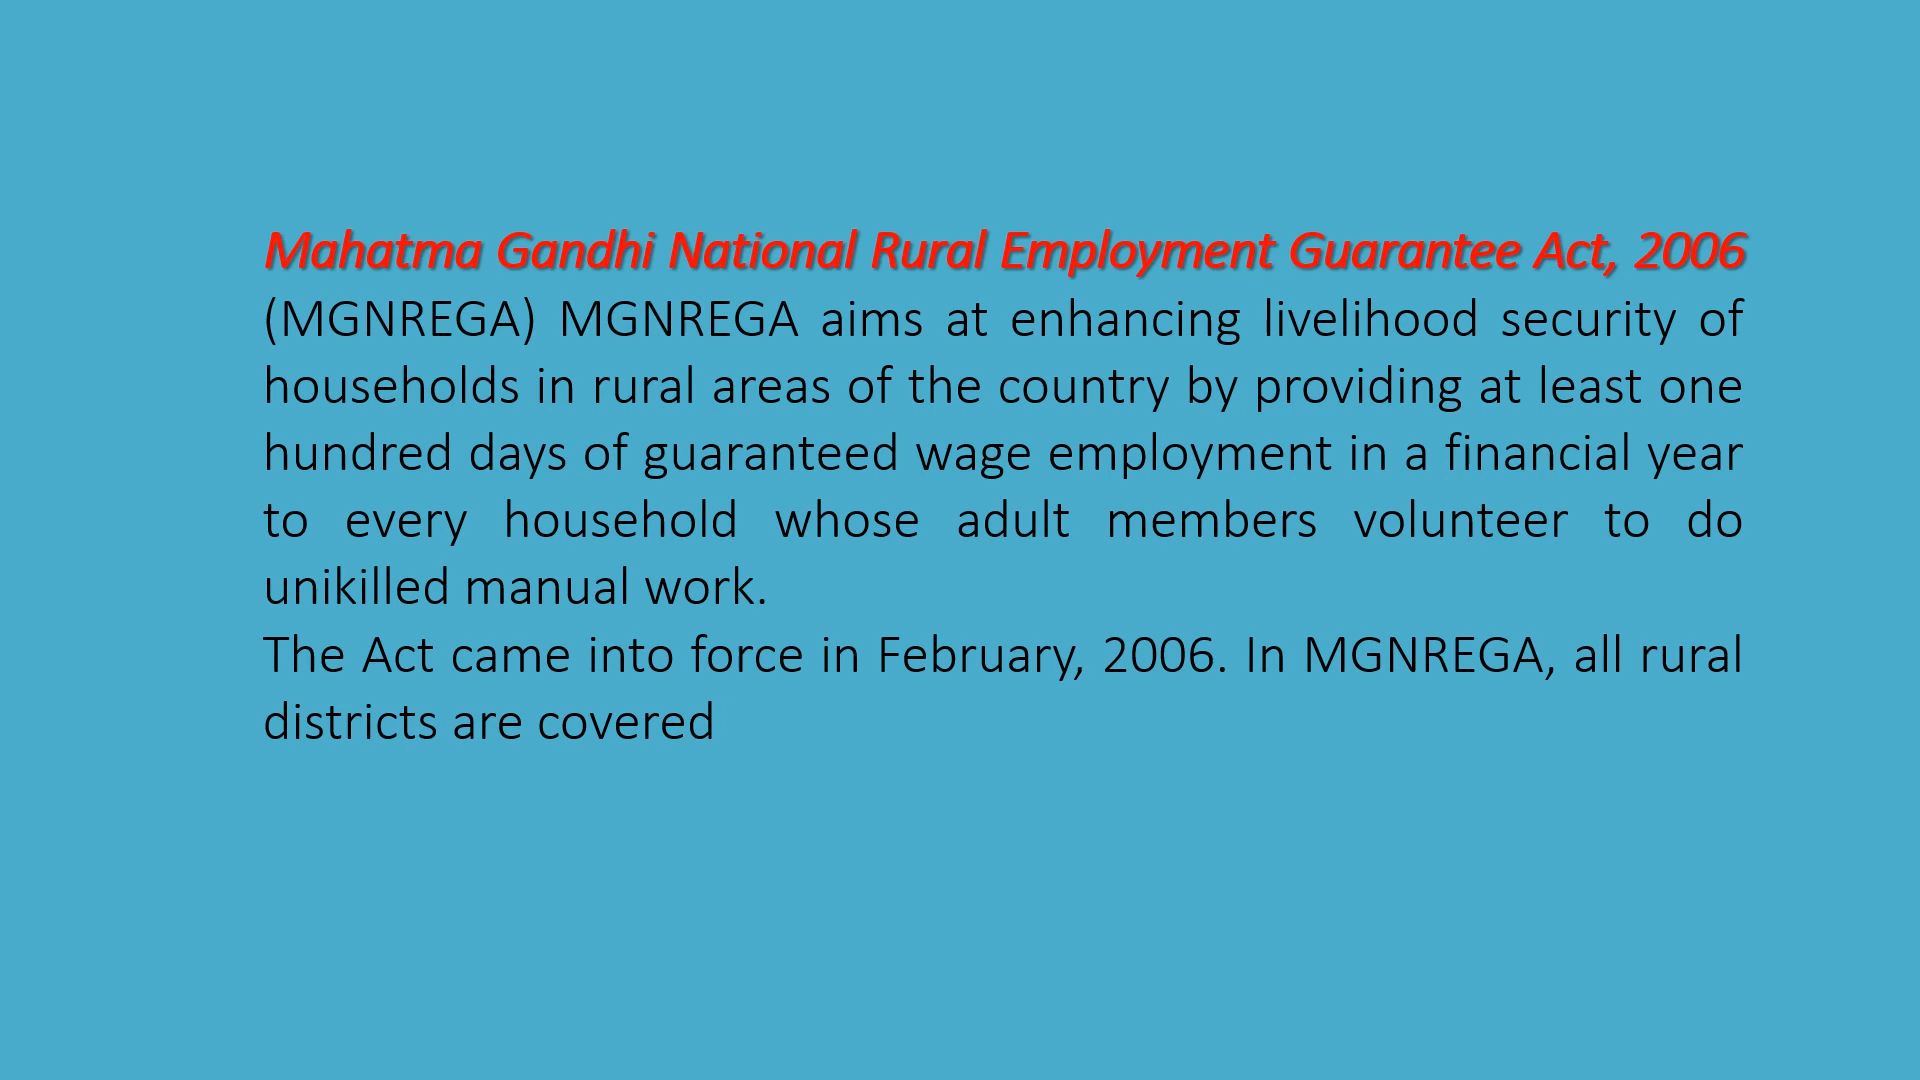 Mahatma Gandhi National Rural Employment Guarantee Act, 2006
(MGNREGA) MGNREGA aims at enhancing livelihood security of
households in rural areas of the country by providing at least one
hundred days of guaranteed wage employment in a financial year
to every household whose adult members volunteer to do
unikilled manual work.
The Act came into force in February, 2006. In MGNREGA, all rural
districts are covered